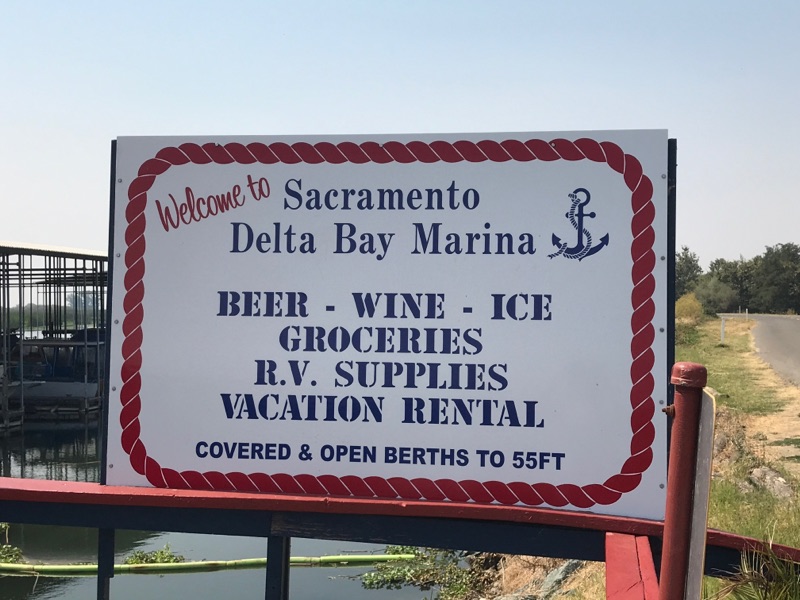 Welcome to Sacramento
Delta Bay Marina
BEER - WINE - ICE
GROCERIES
R.V. SUPPLIES
VACATION RENTAL
COVERED & OPEN BERTHS TO 55FT